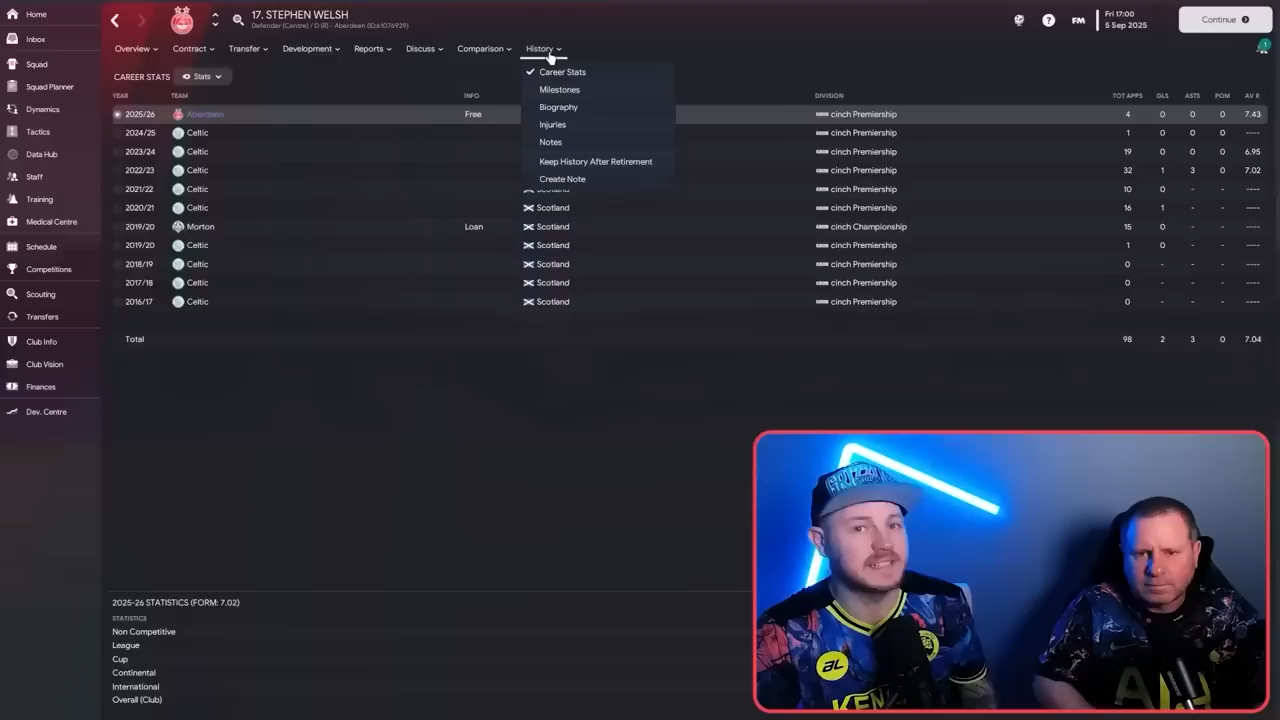 Home
Inbox
Squad
Squad Planner
Dynamics
Tactics
Data Hub
Staff
Training
Medical Centre
Schedule
Competitions
Scouting
Transfers
Club Info
Club Vision
Finances
Dev. Centre
17. STEPHEN WELSH
Defender (Centre) / D (R) - Aberdeen (ID:61076929)
FM
Fri 17:00
5 Sep 2025
Continue
1
Overview Contract Transfer Development Reports Discuss Comparison History
CAREER STATS Stats
Career Stats
Milestones
Biography
Injuries
Notes
Keep History After Retirement
Create Note
YEAR TEAM INFO DIVISION TOT APPS GLS ASTS POM AV R
2025/26 Aberdeen Free cinch Premiership 4 0 0 0 7.43
2024/25 Celtic cinch Premiership 1 0 0 0 ----
2023/24 Celtic cinch Premiership 19 0 - 0 6.95
2022/23 Celtic cinch Premiership 32 1 3 0 7.02
2021/22 Celtic Scotland cinch Premiership 10 0 - - ----
2020/21 Celtic Scotland cinch Premiership 16 1 - - ----
2019/20 Morton Loan Scotland cinch Championship 15 0 - - ----
2019/20 Celtic Scotland cinch Premiership 1 0 - - ----
2018/19 Celtic Scotland cinch Premiership 0 - - - ----
2017/18 Celtic Scotland cinch Premiership 0 - - - ----
2016/17 Celtic Scotland cinch Premiership 0 - - - ----
Total 98 2 3 0 7.04
2025-26 STATISTICS (FORM: 7.02)
STATISTICS
Non Competitive
League
Cup
Continental
International
Overall (Club)